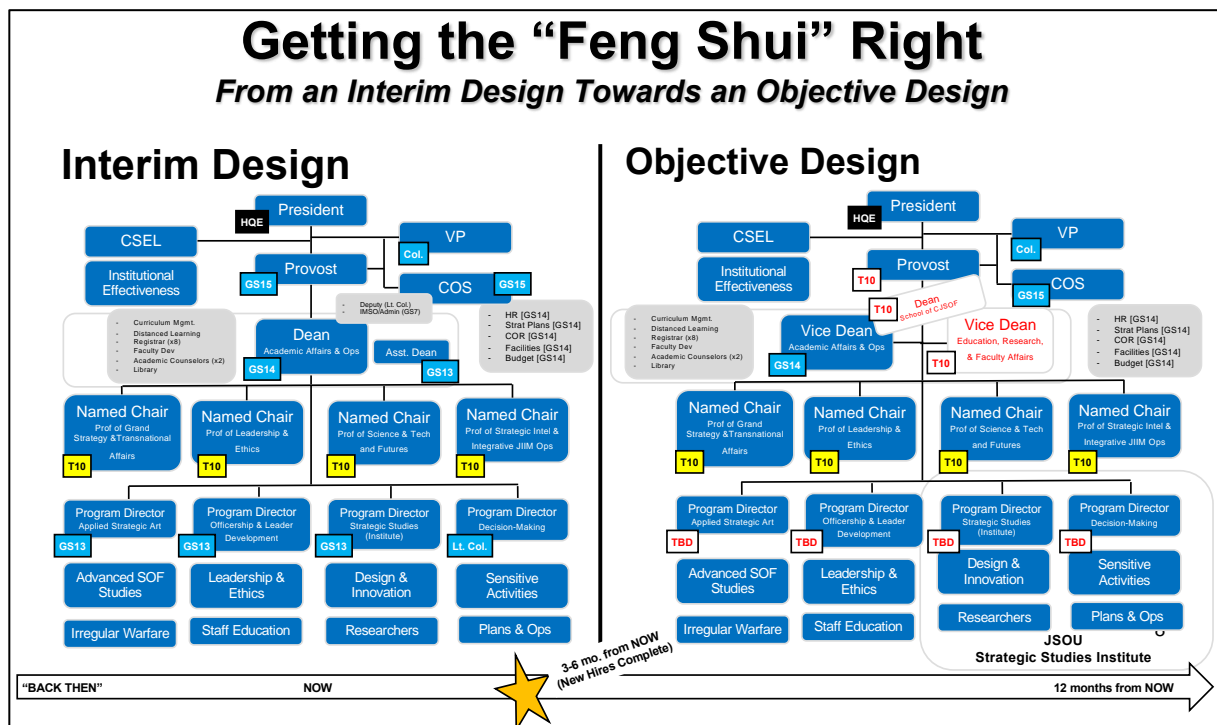 Getting the “Feng Shui” Right
From an Interim Design Towards an Objective Design
Interim Design
President
HQE
CSEL
VP
Col.
Institutional
Effectiveness
Provost
GS15
COS
GS15
- Deputy (Lt. Col.)
- IMSO/Admin (GS7)
- Curriculum Mgmt.
- Distanced Learning
- Registrar (x8)
- Faculty Dev
- Academic Counselors (x2)
- Library
Dean
Academic Affairs & Ops
GS14
Asst. Dean
GS13
- HR [GS14]
- Strat Plans [GS14]
- COR [GS14]
- Facilities [GS14]
- Budget [GS14]
Named Chair
Prof of Grand
Strategy &Transnational
Affairs
T10
Named Chair
Prof of Leadership &
Ethics
T10
Named Chair
Prof of Science & Tech
and Futures
T10
Named Chair
Prof of Strategic Intel &
Integrative JIIM Ops
T10
Program Director
Applied Strategic Art
GS13
Program Director
Officership & Leader
Development
GS13
Program Director
Strategic Studies
(Institute)
GS13
Program Director
Decision-Making
Lt. Col.
Advanced SOF
Studies
Leadership &
Ethics
Design &
Innovation
Sensitive
Activities
Irregular Warfare
Staff Education
Researchers
Plans & Ops
Objective Design
President
HQE
CSEL
VP
Col.
Institutional
Effectiveness
Provost
T10
COS
GS15
Dean
School of CJSOF
T10
- Curriculum Mgmt.
- Distanced Learning
- Registrar (x8)
- Faculty Dev
- Academic Counselors (x2)
- Library
Vice Dean
Academic Affairs & Ops
GS14
Vice Dean
Education, Research,
& Faculty Affairs
T10
- HR [GS14]
- Strat Plans [GS14]
- COR [GS14]
- Facilities [GS14]
- Budget [GS14]
Named Chair
Prof of Grand
Strategy &Transnational
Affairs
T10
Named Chair
Prof of Leadership &
Ethics
T10
Named Chair
Prof of Science & Tech
and Futures
T10
Named Chair
Prof of Strategic Intel &
Integrative JIIM Ops
T10
Program Director
Applied Strategic Art
TBD
Program Director
Officership & Leader
Development
TBD
Program Director
Strategic Studies
(Institute)
TBD
Program Director
Decision-Making
TBD
Advanced SOF
Studies
Leadership &
Ethics
Design &
Innovation
Sensitive
Activities
Irregular Warfare
Staff Education
Researchers
Plans & Ops
JSOU
Strategic Studies Institute
“BACK THEN”
NOW
3-6 mo. from NOW
(New Hires Complete)
12 months from NOW